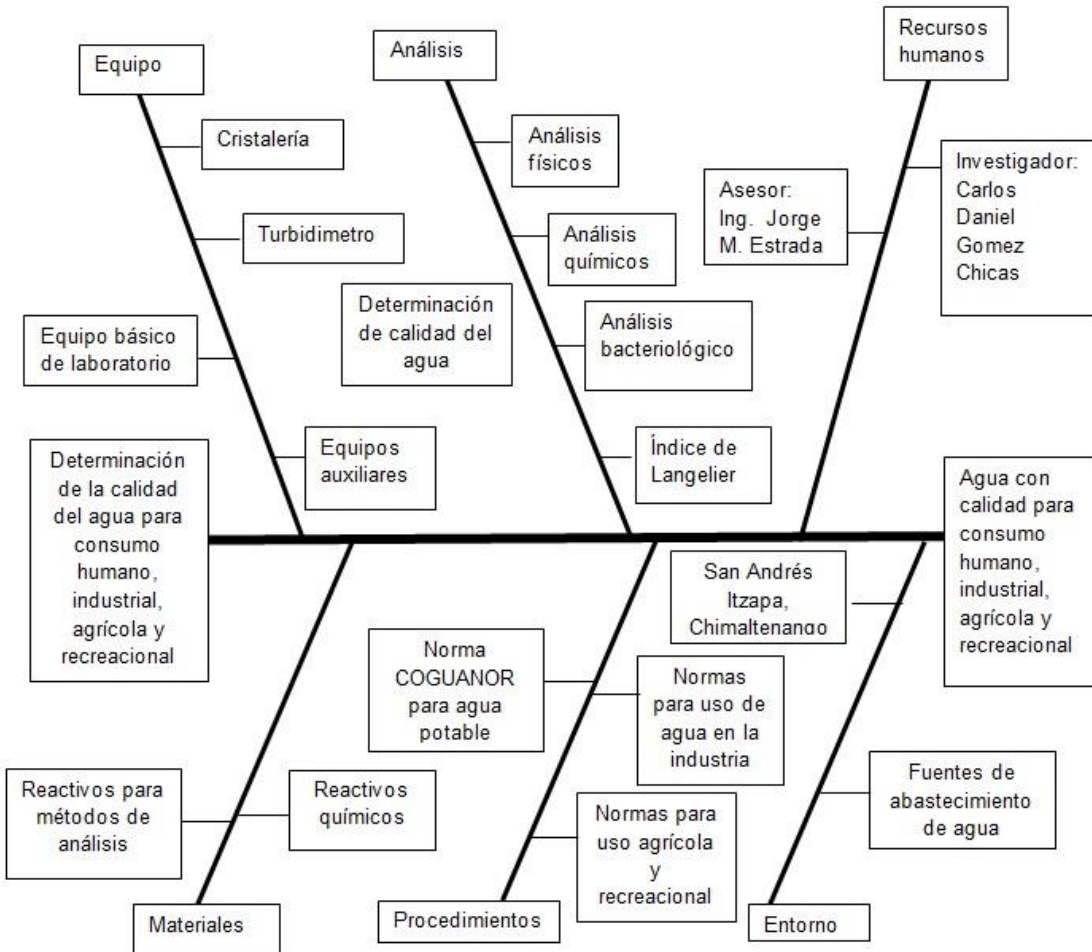 Equipo
Análisis
Recursos
humanos
Cristalería
Análisis
físicos
Asesor:
Ing. Jorge
M. Estrada
Investigador:
Carlos
Daniel
Gomez
Chicas
Turbidimetro
Análisis
químicos
Equipo básico
de laboratorio
Determinación
de calidad del
agua
Análisis
bacteriológico
Equipos
auxiliares
Índice de
Langelier
Determinación
de la calidad
del agua para
consumo
humano,
industrial,
agrícola y
recreacional
Agua con
calidad para
consumo
humano,
industrial,
agrícola y
recreacional
San Andrés
Itzapa,
Chimaltenango
Norma
COGUANOR
para agua
potable
Normas
para uso de
agua en la
industria
Reactivos para
métodos de
análisis
Reactivos
químicos
Normas para
uso agrícola
y
recreacional
Fuentes de
abastecimiento
de agua
Materiales
Procedimientos
Entorno